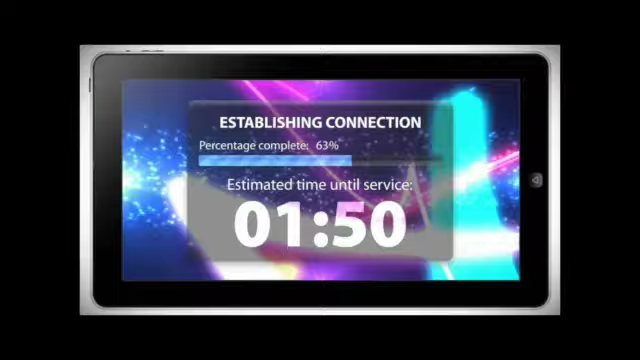 ESTABLISHING CONNECTION
Percentage complete: 63%
Estimated time until service:
01:50